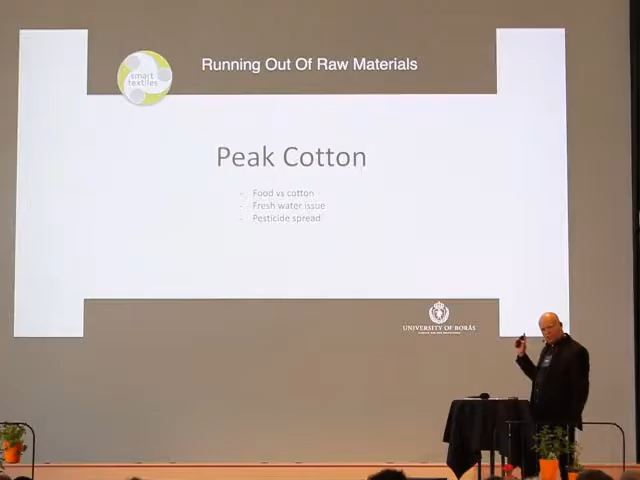 Running Out Of Raw Materials
smart
textiles
Peak Cotton
- Food vs cotton
- Fresh water issue
- Pesticide spread
UNIVERSITY OF BORÅS